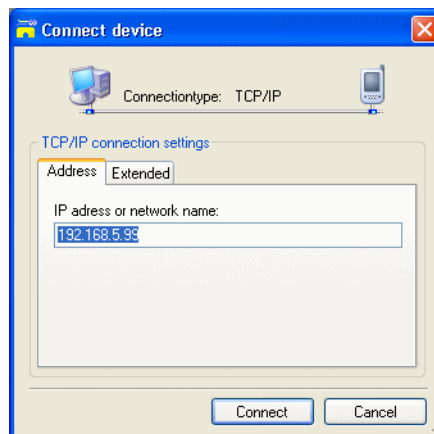 Connect device
Connectiontype: TCP/IP
TCP/IP connection settings
Address Extended
IP adress or network name:
192.168.5.99
Connect Cancel